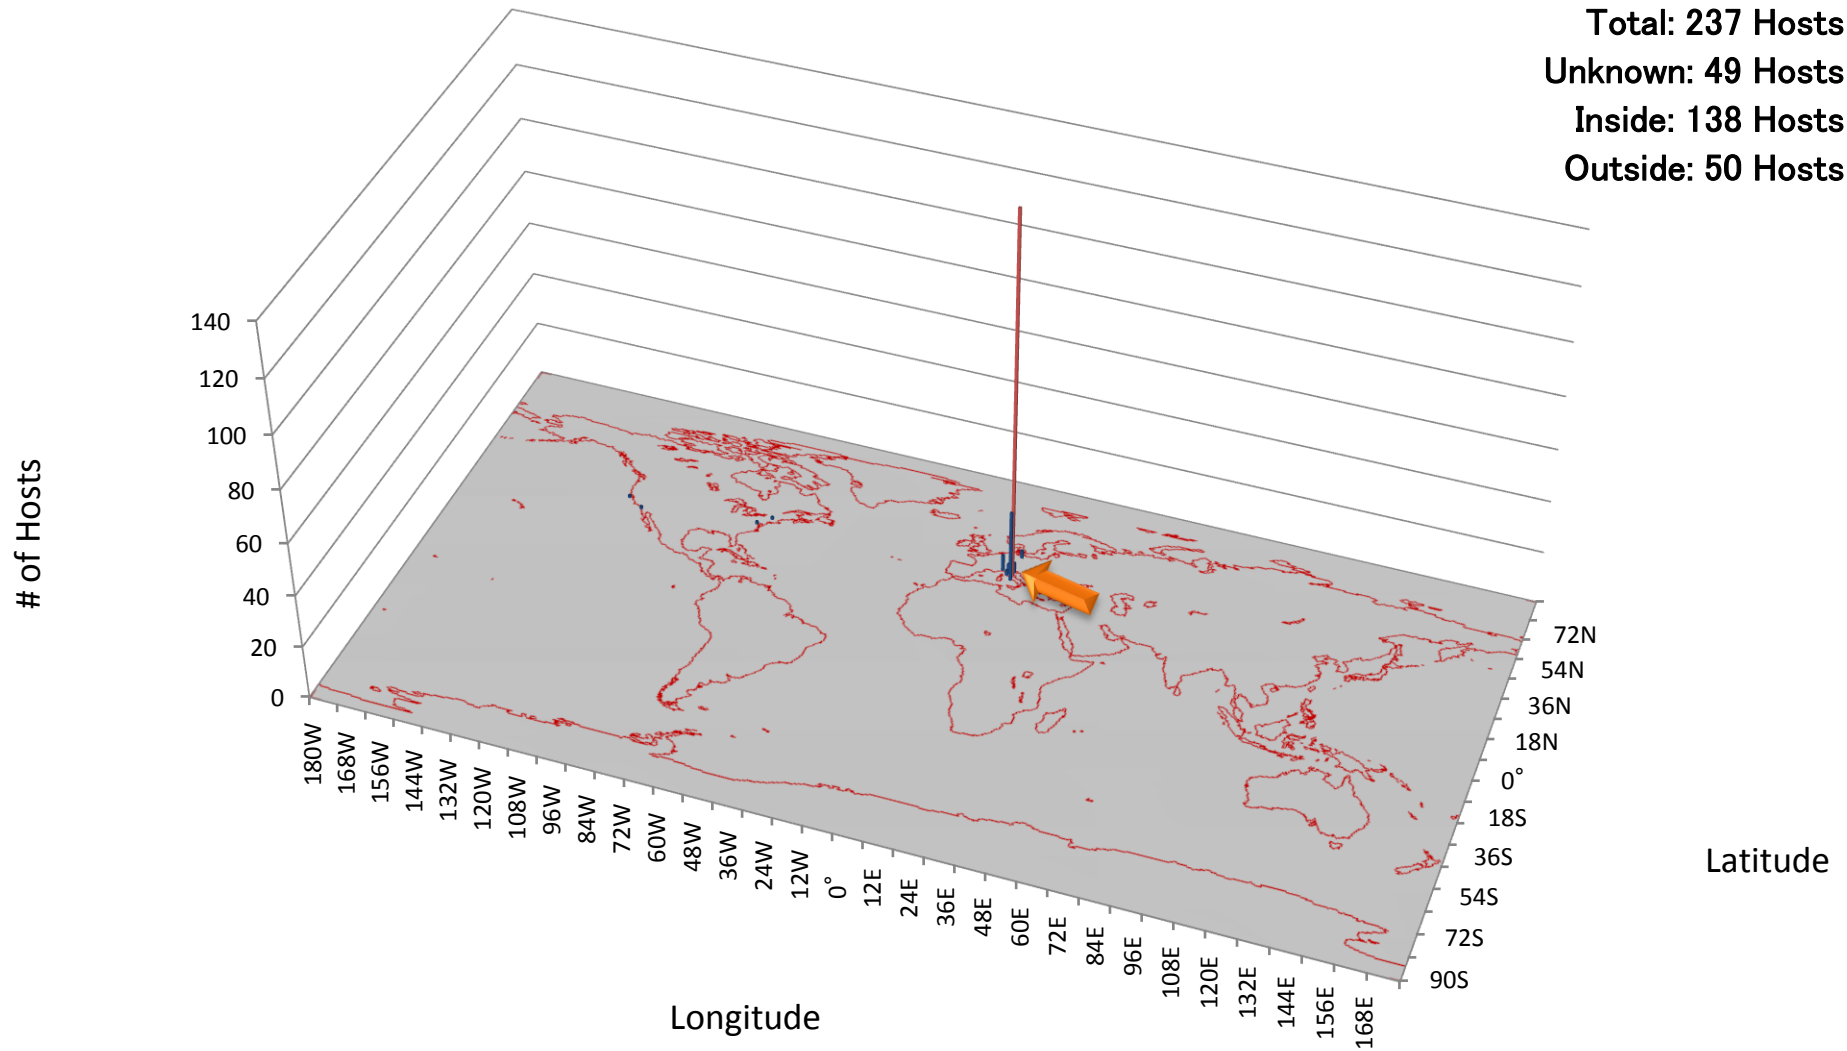 Total: 237 Hosts
Unknown: 49 Hosts
Inside: 138 Hosts
Outside: 50 Hosts
# of Hosts
140
120
100
80
60
40
20
0
180W
168W
156W
144W
132W
120W
108W
96W
84W
72W
60W
48W
36W
24W
12W
0°
12E
24E
36E
48E
60E
72E
84E
96E
108E
120E
132E
144E
156E
168E
Longitude
72N
54N
36N
18N
0°
18S
36S
54S
72S
90S
Latitude